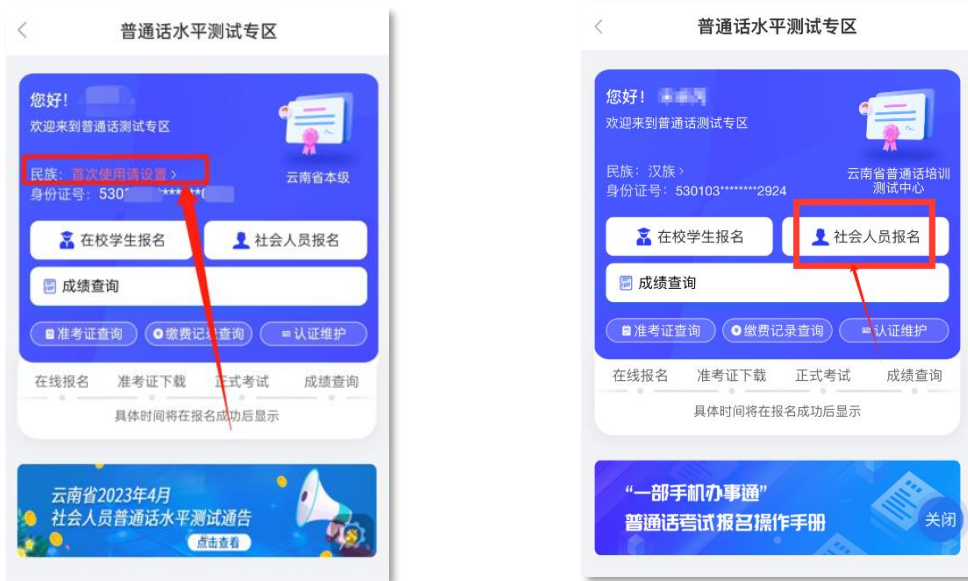 普通话水平测试专区
您好！
欢迎来到普通话测试专区
民族：首次使用请设置>
身份证号：530
云南省本级
在校学生报名
社会人员报名
成绩查询
准考证查询
缴费记录查询
认证维护
在线报名 准考证下载 正式考试 成绩查询
具体时间将在报名成功后显示
云南省2023年4月
社会人员普通话水平测试通告
点击查看
普通话水平测试专区
您好！
欢迎来到普通话测试专区
民族：汉族>
身份证号：530103********2924
云南省普通话培训
测试中心
在校学生报名
社会人员报名
成绩查询
准考证查询
缴费记录查询
认证维护
在线报名 准考证下载 正式考试 成绩查询
具体时间将在报名成功后显示
“一部手机办事通”
普通话考试报名操作手册
关闭